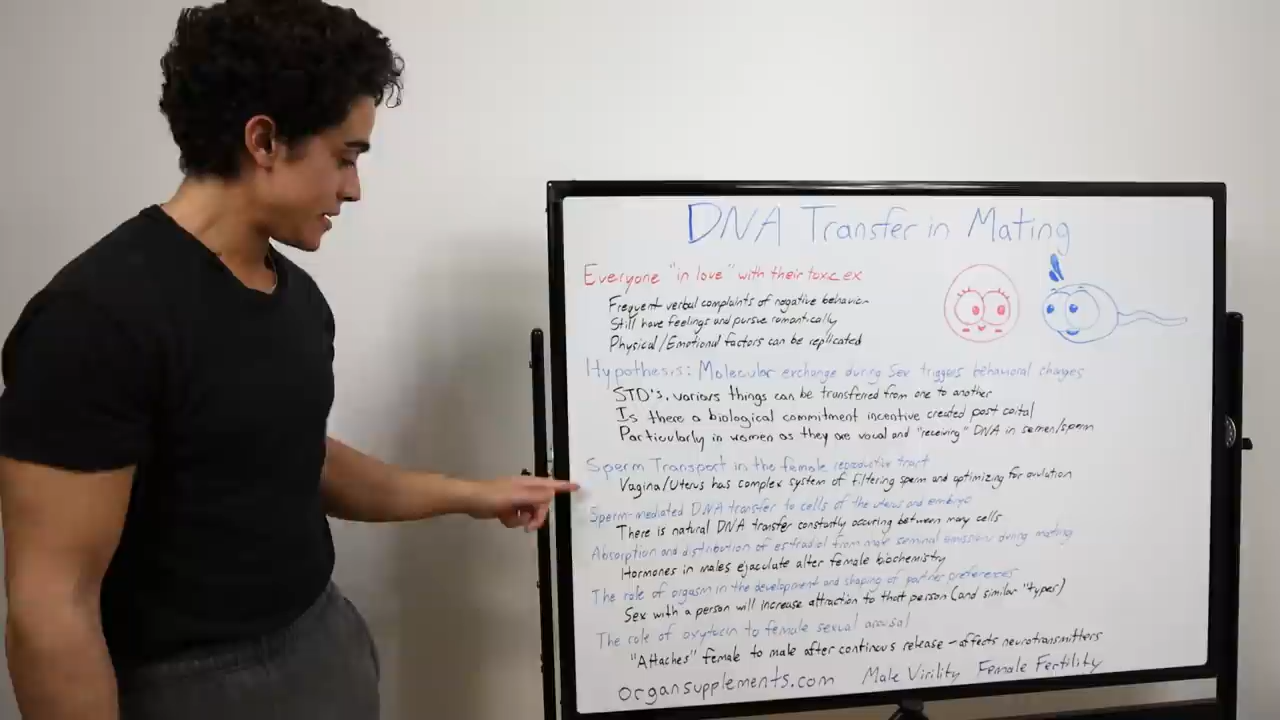 DNA Transfer in Mating
Everyone "in love" with their toxic ex
Frequent verbal complaints of negative behavior
Still have feelings and pursue romantically
Physical/Emotional factors can be replicated
Hypothesis: Molecular exchange during Sex triggers behavioral changes
STD's, various things can be transferred from one to another
Is there a biological commitment incentive created post coital
Particularly in women as they are vocal and "receiving" DNA in semen/sperm
Sperm Transport in the female reproductive tract
Vagina/Uterus has complex system of filtering sperm and optimizing for ovulation
Sperm-mediated DNA transfer to cells of the uterus and embryo
There is natural DNA transfer constantly occuring between many cells
Absorption and distribution of estradiol from male seminal emissions during mating
Hormones in males ejaculate alter female biochemistry
The role of orgasm in the development and shaping of partner preferences
Sex with a person will increase attraction to that person (and similar "types")
The role of oxytocin to female sexual arousal
"Attaches" female to male after continous release - affects neurotransmitters
organsupplements.com Male Virility Female Fertility